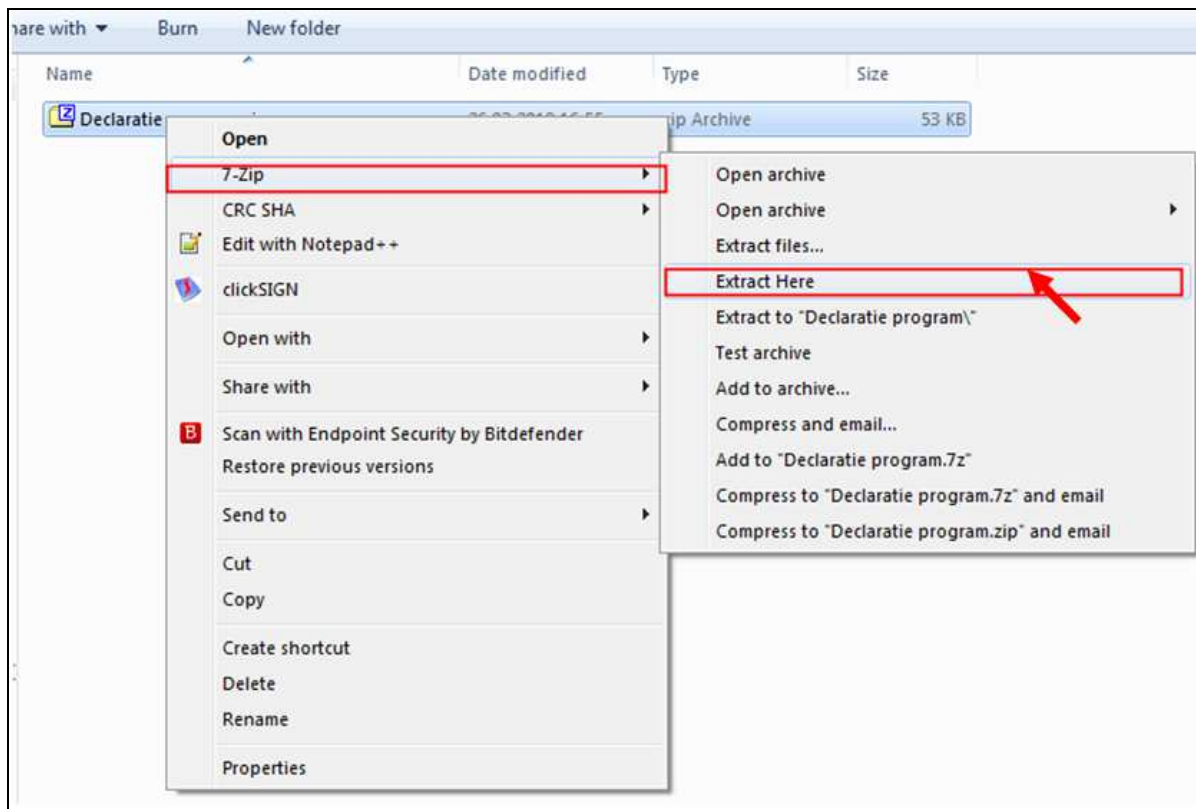 hare with Burn New folder
Name Date modified Type Size
Declaratie ip Archive 53 KB
Open
7-Zip
CRC SHA
Edit with Notepad++
clickSIGN
Open with
Share with
Scan with Endpoint Security by Bitdefender
Restore previous versions
Send to
Cut
Copy
Create shortcut
Delete
Rename
Properties
Open archive
Open archive
Extract files...
Extract Here
Extract to "Declaratie program\"
Test archive
Add to archive...
Compress and email...
Add to "Declaratie program.7z"
Compress to "Declaratie program.7z" and email
Compress to "Declaratie program.zip" and email